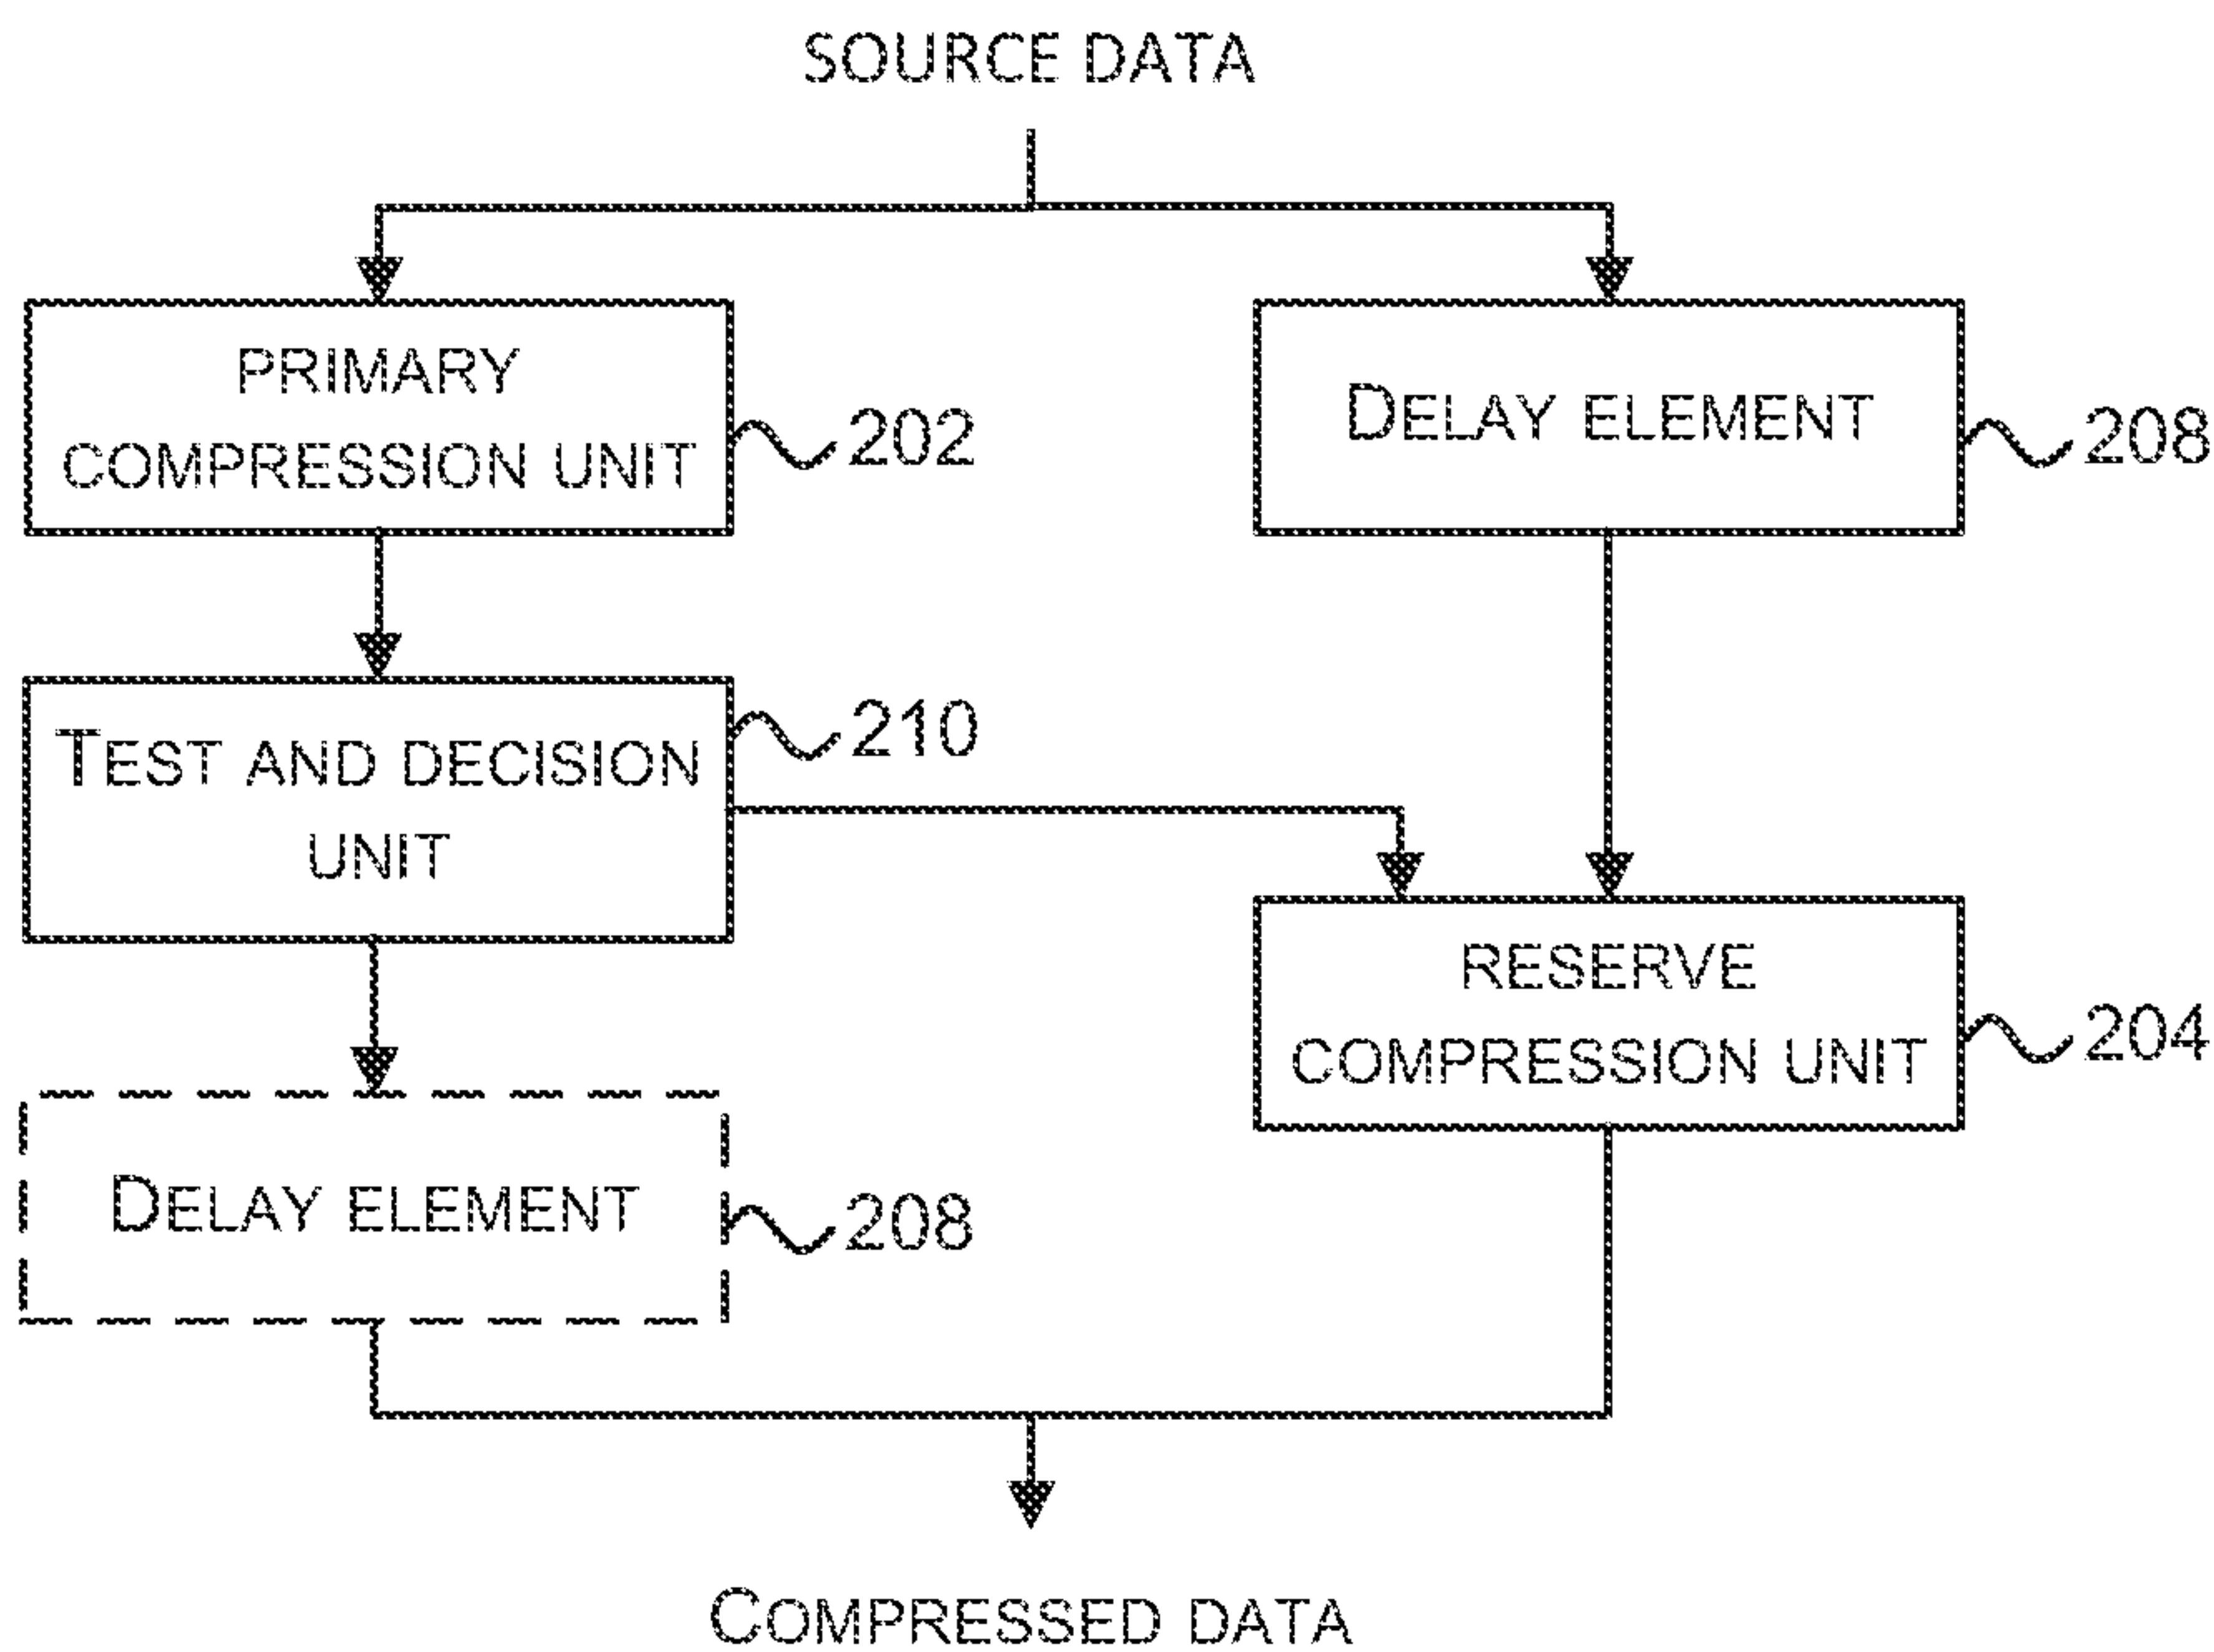 SOURCE DATA
PRIMARY
COMPRESSION UNIT
202
DELAY ELEMENT
208
TEST AND DECISION
UNIT
210
RESERVE
COMPRESSION UNIT
204
DELAY ELEMENT
208
COMPRESSED DATA